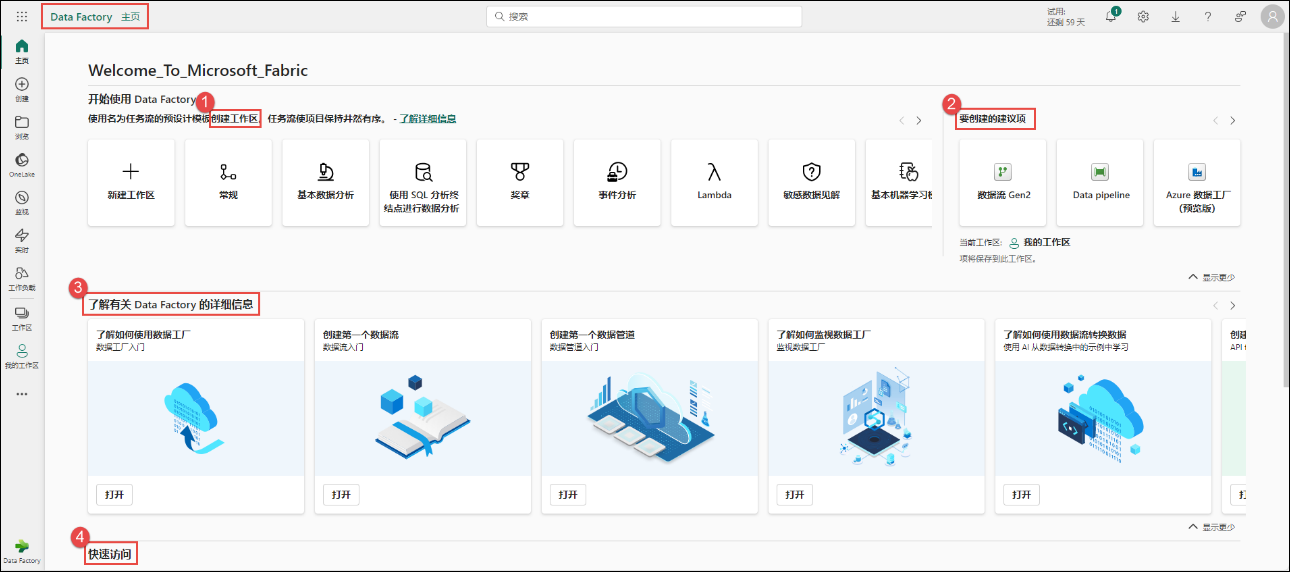 Data Factory 主页
搜索
试用:
还剩 59 天
1
?
主页
创建
浏览
OneLake
监视
实时
工作负载
工作区
我的工作区
Data Factory
Welcome_To_Microsoft_Fabric
开始使用 Data Factory
1
使用名为任务流的预设计模板创建工作区。任务流使项目保持井然有序。 - 了解详细信息
新建工作区
常规
基本数据分析
使用 SQL 分析终
结点进行数据分析
奖章
事件分析
Lambda
敏感数据见解
基本机器学习模
2
要创建的建议项
数据流 Gen2
Data pipeline
Azure 数据工厂
(预览版)
当前工作区: 我的工作区
项将保存到此工作区。
显示更少
3
了解有关 Data Factory 的详细信息
了解如何使用数据工厂
数据工厂入门
打开
创建第一个数据流
数据流入门
打开
创建第一个数据管道
数据管道入门
打开
了解如何监视数据工厂
监视数据工厂
打开
了解如何使用数据流转换数据
使用 AI 从数据转换中的示例中学习
打开
创建
API
显示更少
4
快速访问